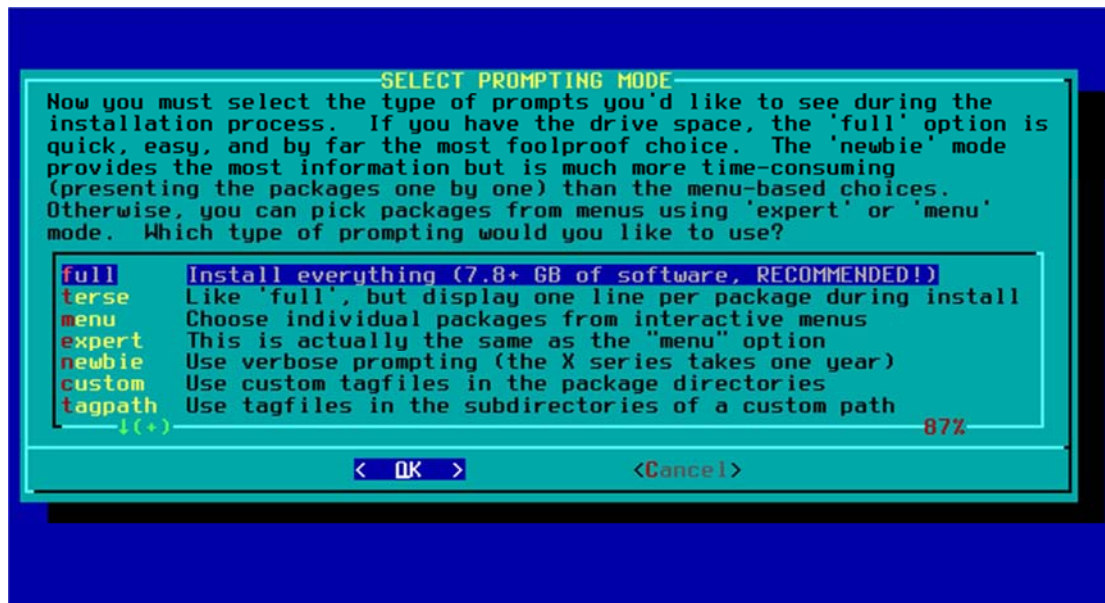 SELECT PROMPTING MODE
Now you must select the type of prompts you'd like to see during the
installation process.  If you have the drive space, the 'full' option is
quick, easy, and by far the most foolproof choice.  The 'newbie' mode
provides the most information but is much more time-consuming
(presenting the packages one by one) than the menu-based choices.
Otherwise, you can pick packages from menus using 'expert' or 'menu'
mode.  Which type of prompting would you like to use?
full Install everything (7.8+ GB of software, RECOMMENDED!)
terse Like 'full', but display one line per package during install
menu Choose individual packages from interactive menus
expert This is actually the same as the "menu" option
newbie Use verbose prompting (the X series takes one year)
custom Use custom tagfiles in the package directories
tagpath Use tagfiles in the subdirectories of a custom path
↓(+) 87%
< OK > <Cancel>